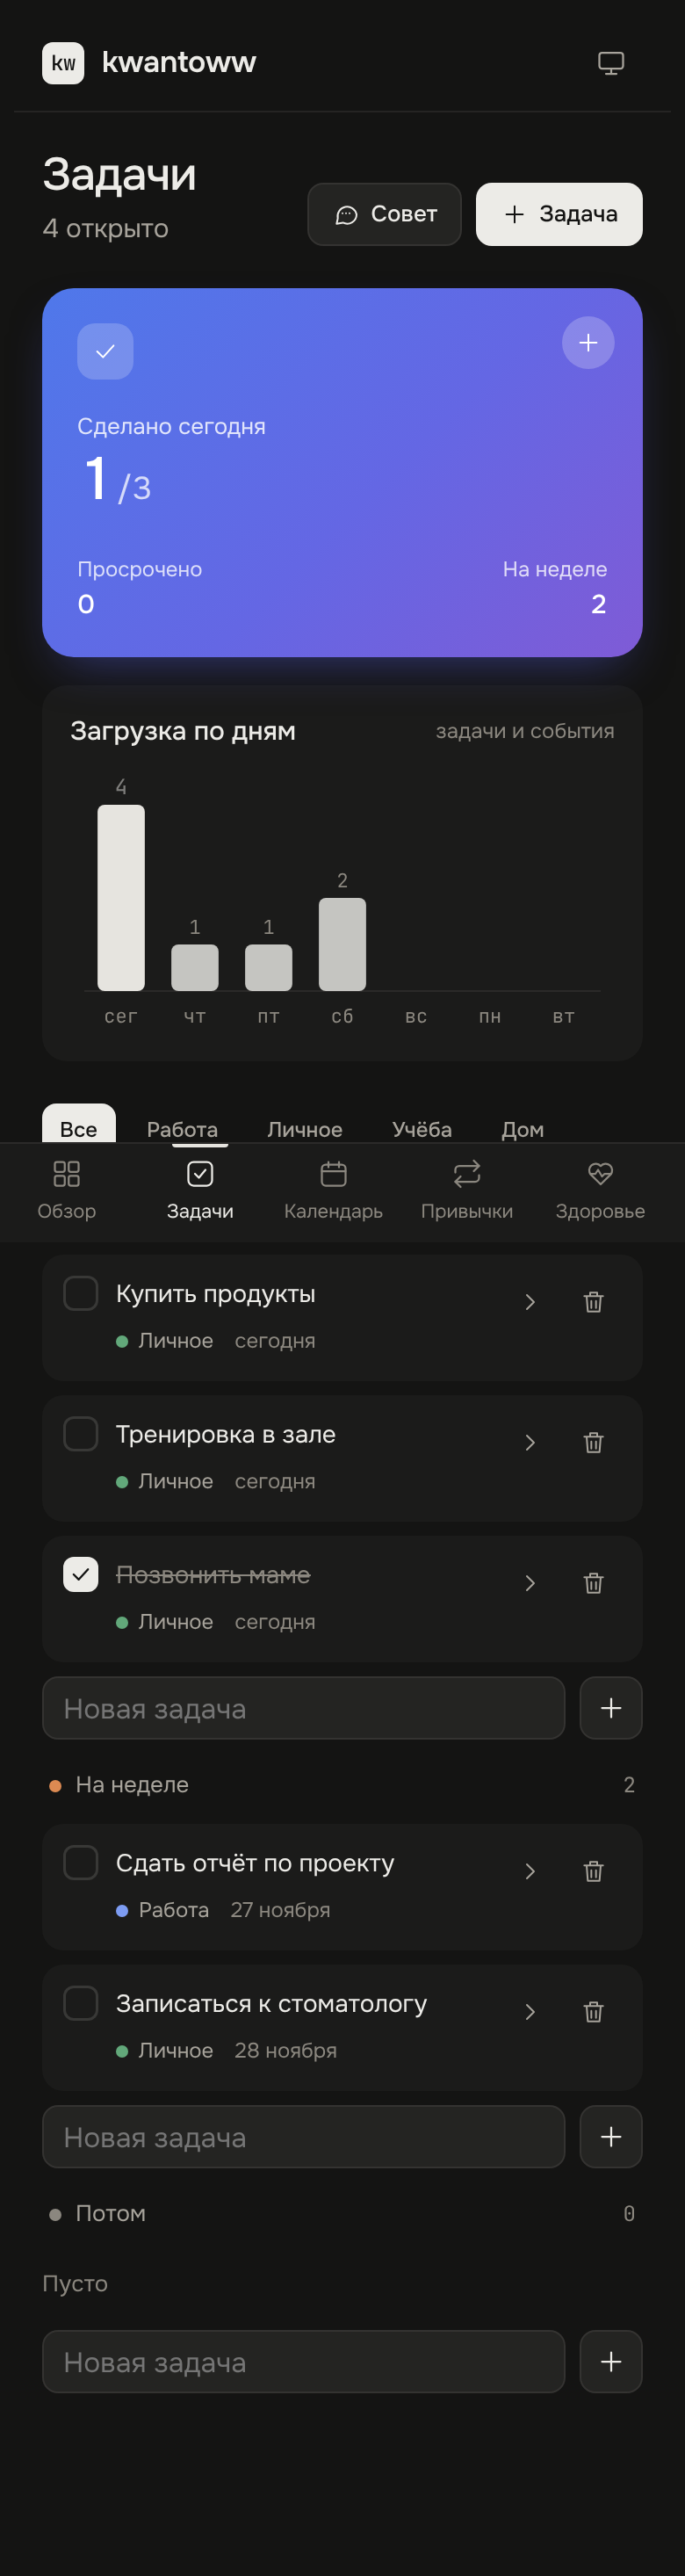 kw kwantoww
Задачи
4 открыто
Совет
Задача
Сделано сегодня
1 /3
Просрочено На неделе
0 2
Загрузка по дням задачи и события
4
2
1 1
сег чт пт сб вс пн вт
Все Работа Личное Учёба Дом
Обзор Задачи Календарь Привычки Здоровье
Купить продукты
Личное сегодня
Тренировка в зале
Личное сегодня
Позвонить маме
Личное сегодня
Новая задача
На неделе 2
Сдать отчёт по проекту
Работа 27 ноября
Записаться к стоматологу
Личное 28 ноября
Новая задача
Потом 0
Пусто
Новая задача